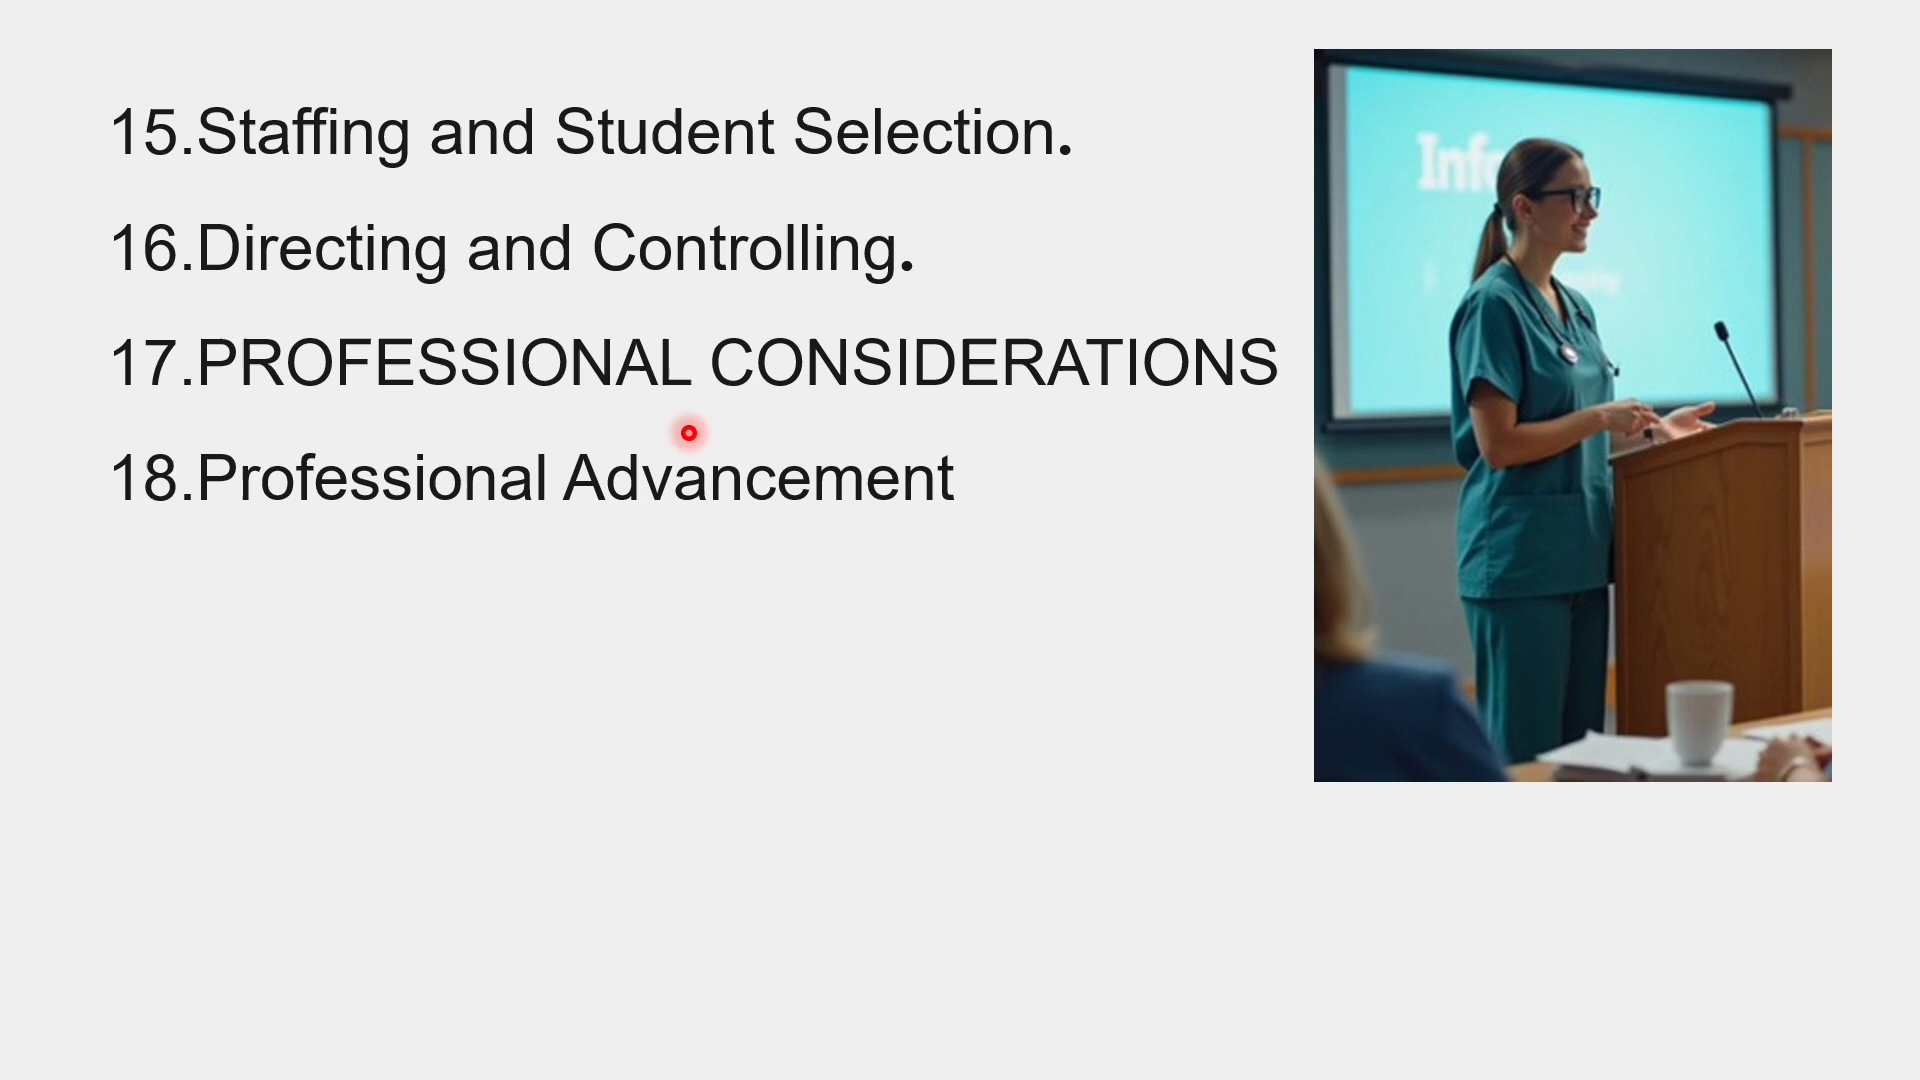 15.Staffing and Student Selection.
16.Directing and Controlling.
17.PROFESSIONAL CONSIDERATIONS
18.Professional Advancement